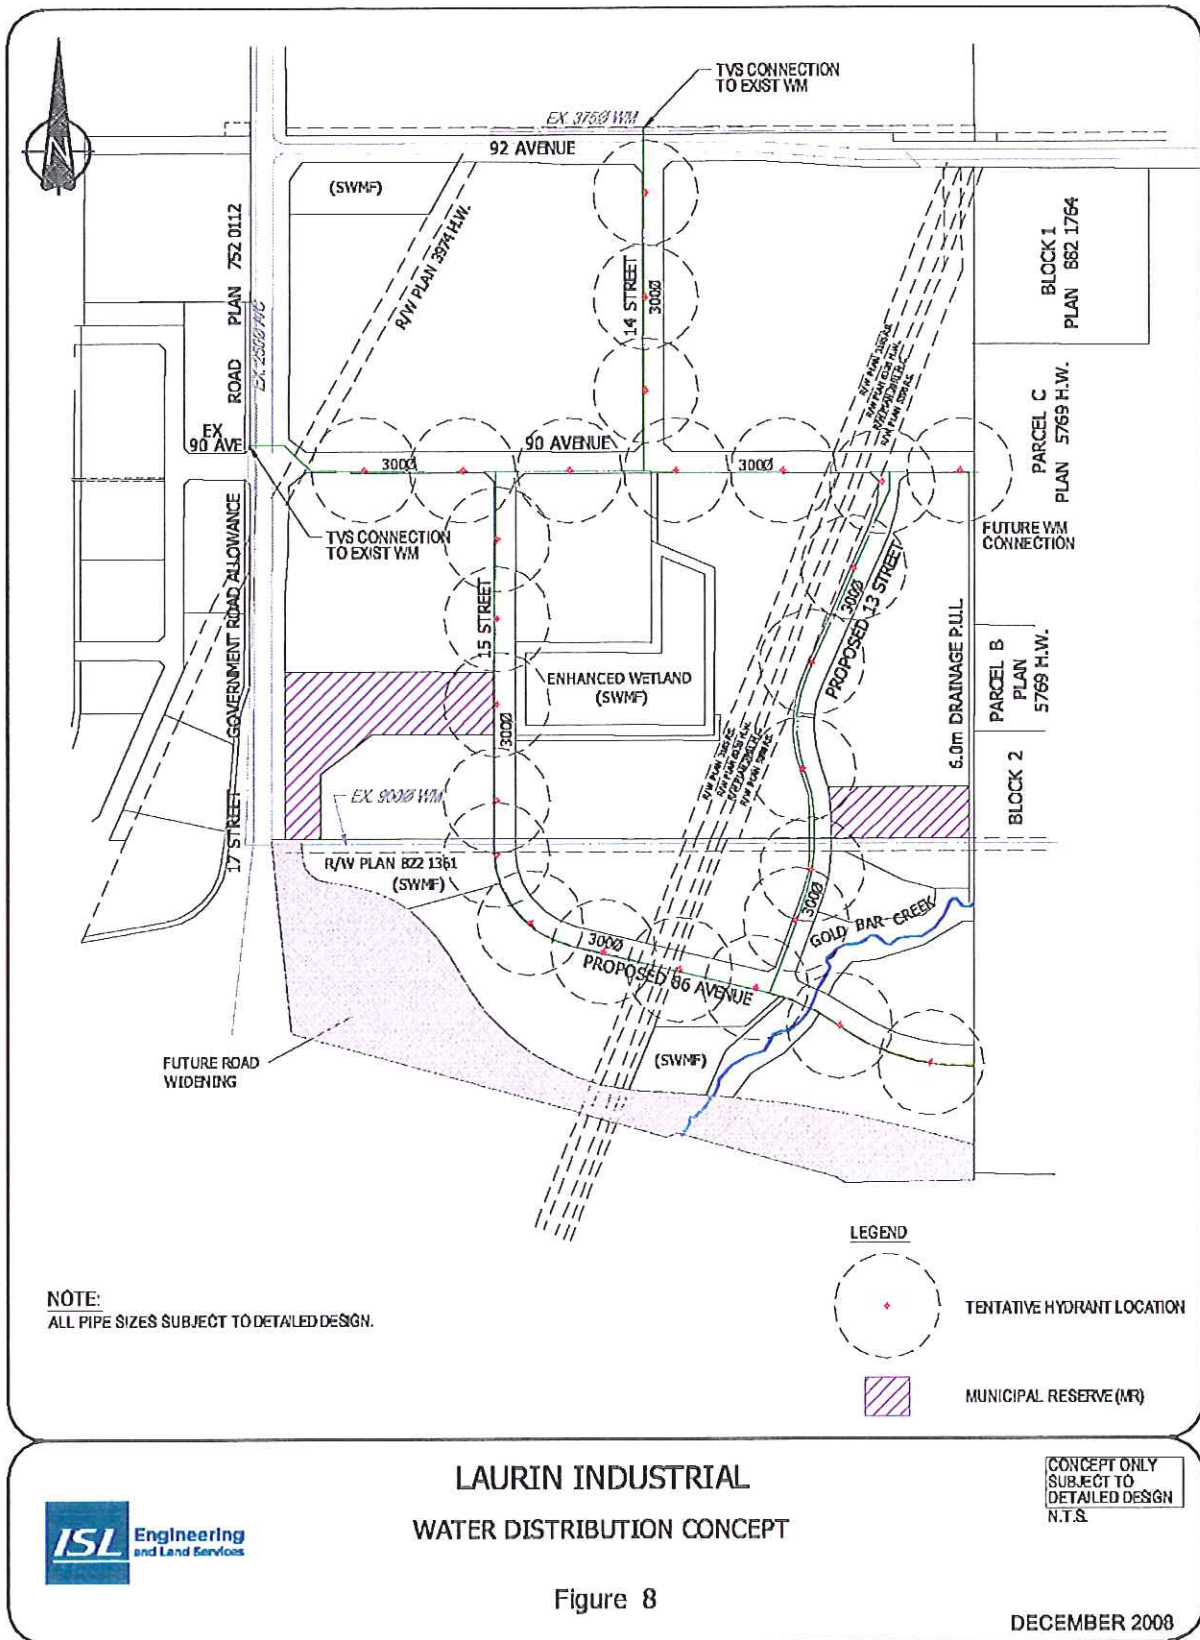 TVS CONNECTION
TO EXIST WM
EX. 375Ø WM
92 AVENUE
N
(SWMF)
R/W PLAN 3974 H.W.
ROAD PLAN 752 0112
14 STREET
300Ø
BLOCK 1
PLAN 662 1764
EX
90 AVE
90 AVENUE
300Ø
300Ø
PARCEL C
PLAN 5769 H.W.
TVS CONNECTION
TO EXIST WM
FUTURE WM
CONNECTION
GOVERNMENT ROAD ALLOWANCE
17 STREET
15 STREET
300Ø
300Ø
PROPOSED 13 STREET
ENHANCED WETLAND
(SWMF)
6.0m DRAINAGE P.U.L.
PARCEL B
PLAN
5769 H.W.
BLOCK 2
EX. 900Ø WM
R/W PLAN 822 1361
(SWMF)
300Ø
GOLD BAR CREEK
300Ø
PROPOSED 86 AVENUE
(SWMF)
FUTURE ROAD
WIDENING
LEGEND
TENTATIVE HYDRANT LOCATION
MUNICIPAL RESERVE (MR)
NOTE:
ALL PIPE SIZES SUBJECT TO DETAILED DESIGN.
ISL Engineering
and Land Services
LAURIN INDUSTRIAL
WATER DISTRIBUTION CONCEPT
Figure 8
CONCEPT ONLY
SUBJECT TO
DETAILED DESIGN
N.T.S.
DECEMBER 2008